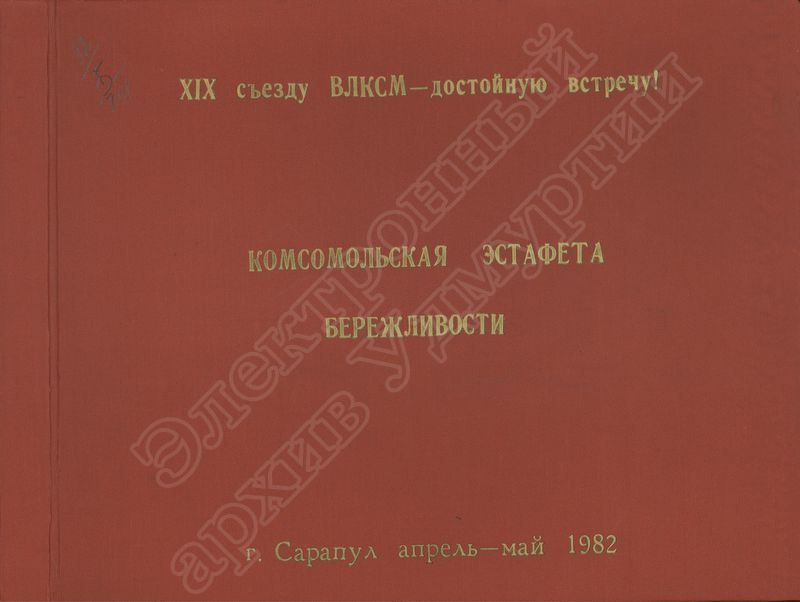 XIX съезду ВЛКСМ — достойную встречу!
КОМСОМОЛЬСКАЯ ЭСТАФЕТА
БЕРЕЖЛИВОСТИ
г. Сарапул апрель — май 1982
Электронный
архив Удмуртии